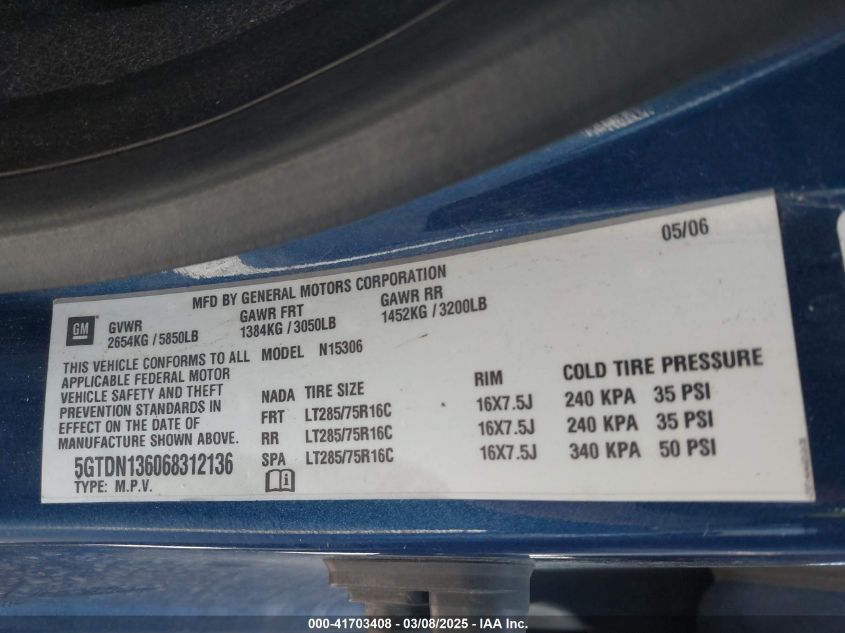 05/06
MFD BY GENERAL MOTORS CORPORATION
GM GVWR GAWR FRT GAWR RR
2654KG / 5850LB 1384KG / 3050LB 1452KG / 3200LB
THIS VEHICLE CONFORMS TO ALL
APPLICABLE FEDERAL MOTOR
VEHICLE SAFETY AND THEFT
PREVENTION STANDARDS IN
EFFECT ON THE DATE OF
MANUFACTURE SHOWN ABOVE.
5GTDN136068312136
TYPE: M.P.V.
MODEL N15306
NADA TIRE SIZE RIM COLD TIRE PRESSURE
FRT LT285/75R16C 16X7.5J 240 KPA 35 PSI
RR LT285/75R16C 16X7.5J 240 KPA 35 PSI
SPA LT285/75R16C 16X7.5J 340 KPA 50 PSI
000-41703408 - 03/08/2025 - IAA Inc.